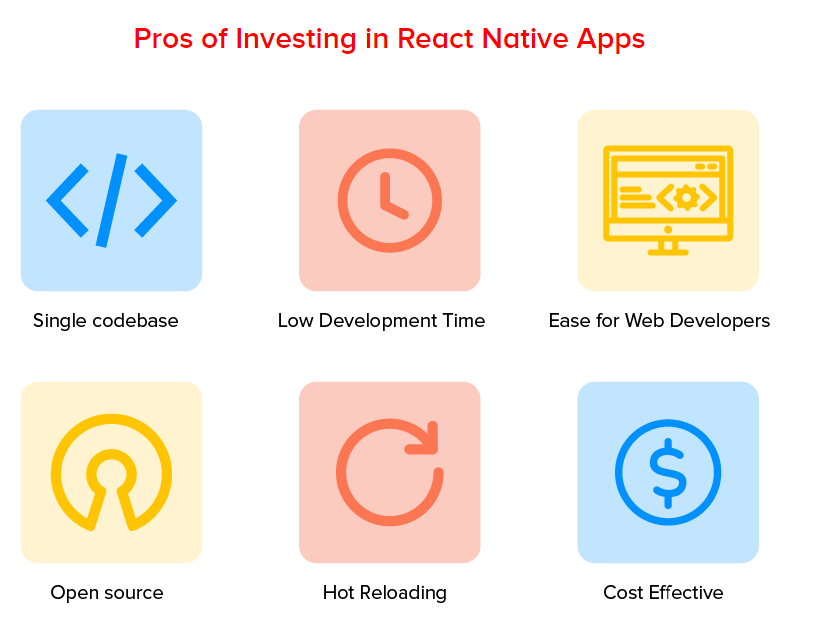 Pros of Investing in React Native Apps
Single codebase
Low Development Time
Ease for Web Developers
Open source
Hot Reloading
Cost Effective